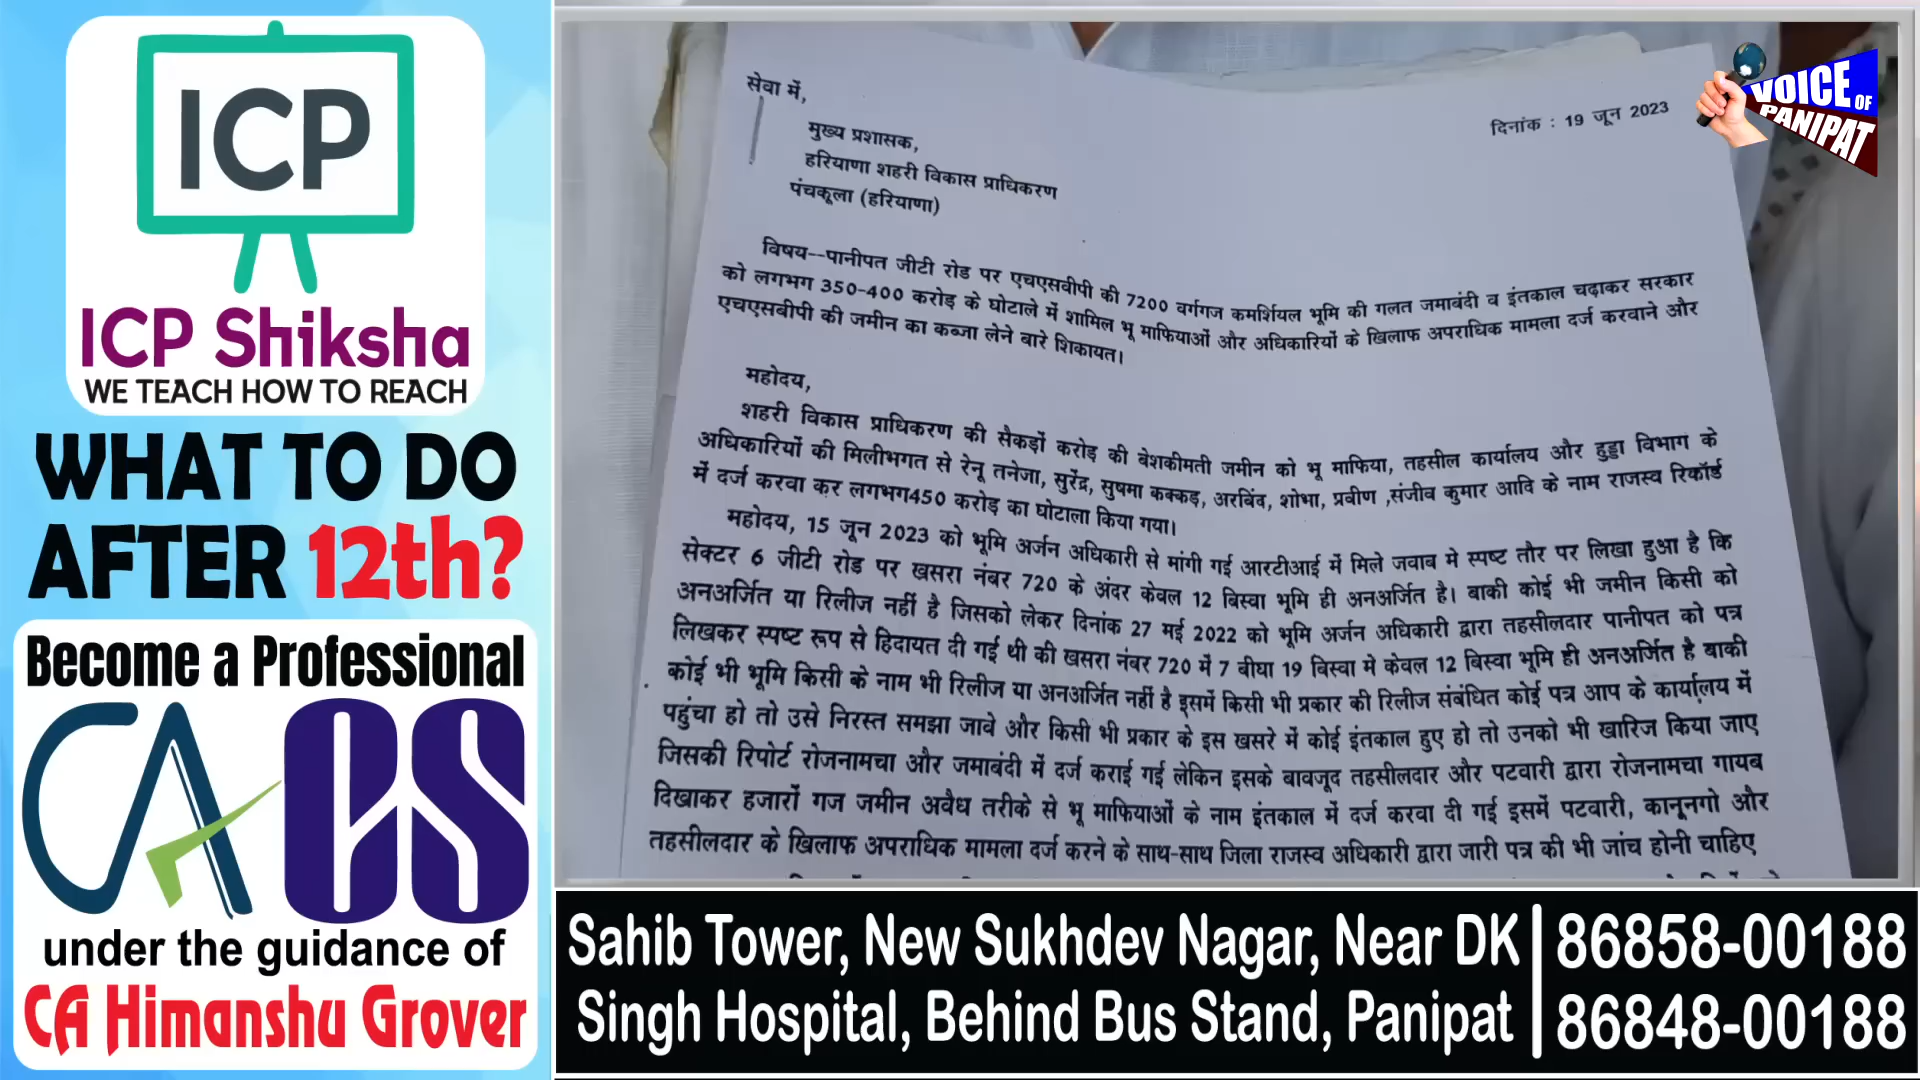 ICP
ICP Shiksha
WE TEACH HOW TO REACH
WHAT TO DO
AFTER 12th?
Become a Professional
CA CS
under the guidance of
CA Himanshu Grover
VOICE OF
PANIPAT
सेवा में,
दिनांक : 19 जून 2023
मुख्य प्रशासक,
हरियाणा शहरी विकास प्राधिकरण
पंचकूला (हरियाणा)
विषय--पानीपत जीटी रोड पर एचएसवीपी की 7200 वर्गगज कमर्शियल भूमि की गलत जमाबंदी व इंतकाल चढ़ाकर सरकार
को लगभग 350-400 करोड़ के घोटाले में शामिल भू माफियाओं और अधिकारियों के खिलाफ अपराधिक मामला दर्ज करवाने और
एचएसबीपी की जमीन का कब्जा लेने बारे शिकायत।
महोदय,
शहरी विकास प्राधिकरण की सैकड़ों करोड़ की बेशकीमती जमीन को भू माफिया, तहसील कार्यालय और हुड्डा विभाग के
अधिकारियों की मिलीभगत से रेनू तनेजा, सुरेंद्र, सुषमा कक्कड़, अरबिंद, शोभा, प्रवीण ,संजीव कुमार आदि के नाम राजस्व रिकॉर्ड
में दर्ज करवा कर लगभग450 करोड़ का घोटाला किया गया।
महोदय, 15 जून 2023 को भूमि अर्जन अधिकारी से मांगी गई आरटीआई में मिले जवाब मे स्पष्ट तौर पर लिखा हुआ है कि
सेक्टर 6 जीटी रोड पर खसरा नंबर 720 के अंदर केवल 12 बिस्वा भूमि ही अनअर्जित है। बाकी कोई भी जमीन किसी को
अनअर्जित या रिलीज नहीं है जिसको लेकर दिनांक 27 मई 2022 को भूमि अर्जन अधिकारी द्वारा तहसीलदार पानीपत को पत्र
लिखकर स्पष्ट रूप से हिदायत दी गई थी की खसरा नंबर 720 में 7 बीघा 19 बिस्वा मे केवल 12 बिस्वा भूमि ही अनअर्जित है बाकी
कोई भी भूमि किसी के नाम भी रिलीज या अनअर्जित नहीं है इसमें किसी भी प्रकार की रिलीज संबंधित कोई पत्र आप के कार्यालय में
पहुंचा हो तो उसे निरस्त समझा जावे और किसी भी प्रकार के इस खसरे में कोई इंतकाल हुए हो तो उनको भी खारिज किया जाए
जिसकी रिपोर्ट रोजनामचा और जमाबंदी में दर्ज कराई गई लेकिन इसके बावजूद तहसीलदार और पटवारी द्वारा रोजनामचा गायब
दिखाकर हजारों गज जमीन अवैध तरीके से भू माफियाओं के नाम इंतकाल में दर्ज करवा दी गई इसमें पटवारी, कानूनगो और
तहसीलदार के खिलाफ अपराधिक मामला दर्ज करने के साथ-साथ जिला राजस्व अधिकारी द्वारा जारी पत्र की भी जांच होनी चाहिए
Sahib Tower, New Sukhdev Nagar, Near DK
Singh Hospital, Behind Bus Stand, Panipat
86858-00188
86848-00188